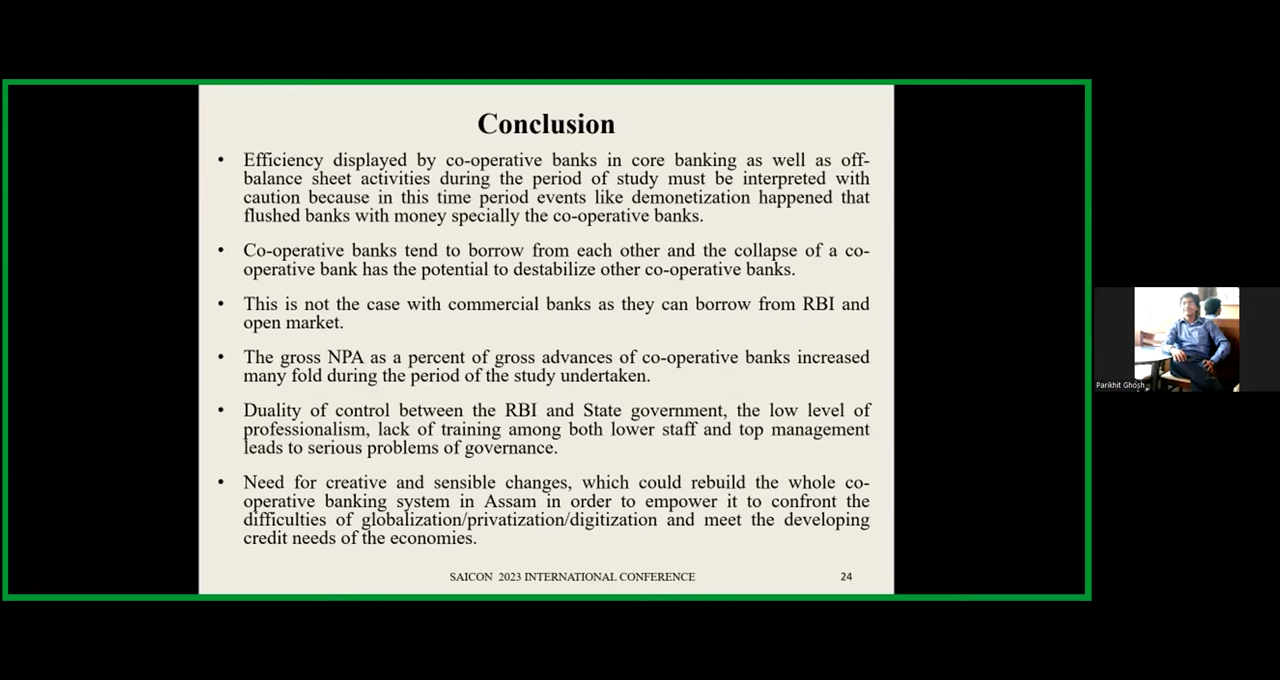 Conclusion
• Efficiency displayed by co-operative banks in core banking as well as off-
balance sheet activities during the period of study must be interpreted with
caution because in this time period events like demonetization happened that
flushed banks with money specially the co-operative banks.
• Co-operative banks tend to borrow from each other and the collapse of a co-
operative bank has the potential to destabilize other co-operative banks.
• This is not the case with commercial banks as they can borrow from RBI and
open market.
• The gross NPA as a percent of gross advances of co-operative banks increased
many fold during the period of the study undertaken.
• Duality of control between the RBI and State government, the low level of
professionalism, lack of training among both lower staff and top management
leads to serious problems of governance.
• Need for creative and sensible changes, which could rebuild the whole co-
operative banking system in Assam in order to empower it to confront the
difficulties of globalization/privatization/digitization and meet the developing
credit needs of the economies.
SAICON 2023 INTERNATIONAL CONFERENCE 24
Parikhit Ghosh